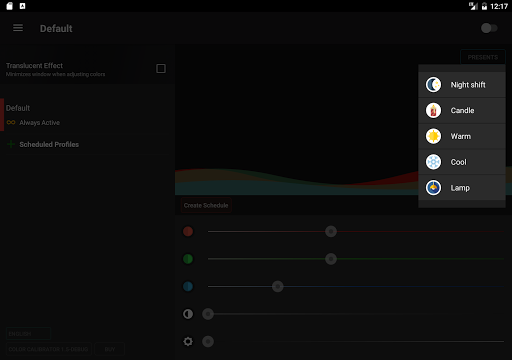 12:17
Default
PRESENTS
Translucent Effect
Minimizes window when adjusting colors
Night shift
Candle
Warm
Cool
Lamp
Default
Always Active
Scheduled Profiles
Create Schedule